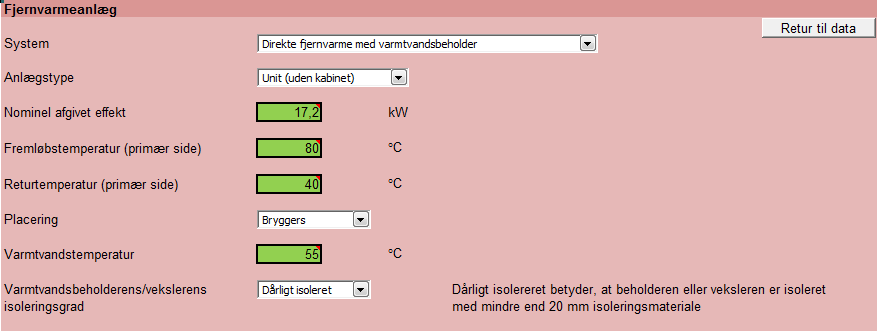 Fjernvarmeanlæg
Retur til data
System Direkte fjernvarme med varmtvandsbeholder
Anlægstype Unit (uden kabinet)
Nominel afgivet effekt 17,2 kW
Fremløbstemperatur (primær side) 80 °C
Returtemperatur (primær side) 40 °C
Placering Bryggers
Varmtvandstemperatur 55 °C
Varmtvandsbeholderens/vekslerens Dårligt isoleret Dårligt isolereret betyder, at beholderen eller veksleren er isoleret
isoleringsgrad med mindre end 20 mm isoleringsmateriale